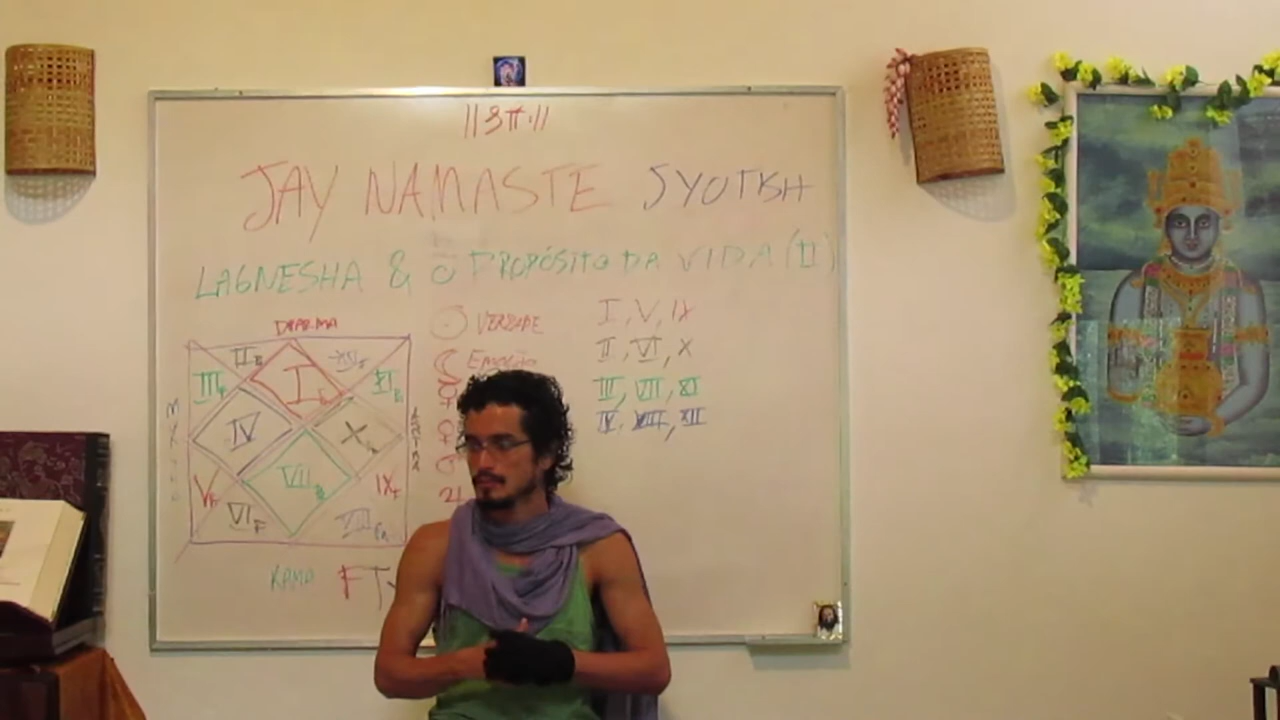 ||ॐ||
JAY NAMASTE JYOTISH
LAGNESHA & O PROPÓSITO DA VIDA (II)
DHARMA
☉ VERDADE
☾ EMOÇÃO
☿
♀
♂
♃
I, V, IX
II, VI, X
III, VII, XI
IV, VIII, XII
II I XII
III XI
IV X
VII
V IX
VI VIII
KAMA